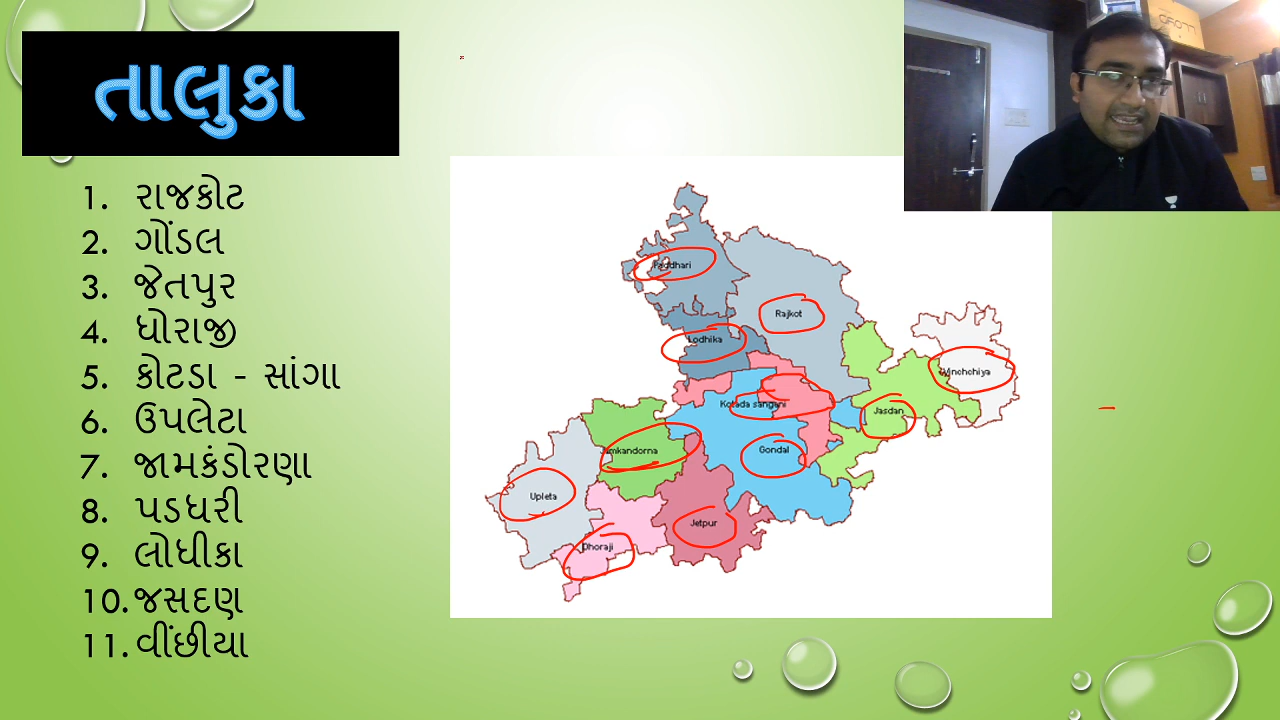 તાલુકા
1. રાજકોટ
2. ગોંડલ
3. જેતપુર
4. ધોરાજી
5. કોટડા - સાંગા
6. ઉપલેટા
7. જામકંડોરણા
8. પડધરી
9. લોધીકા
10. જસદણ
11. વીંછીયા
Paddhari
Rajkot
Lodhika
Vinchchiya
Kotada sangani
Jasdan
Jamkandorna
Gondal
Upleta
Jetpur
Dhoraji